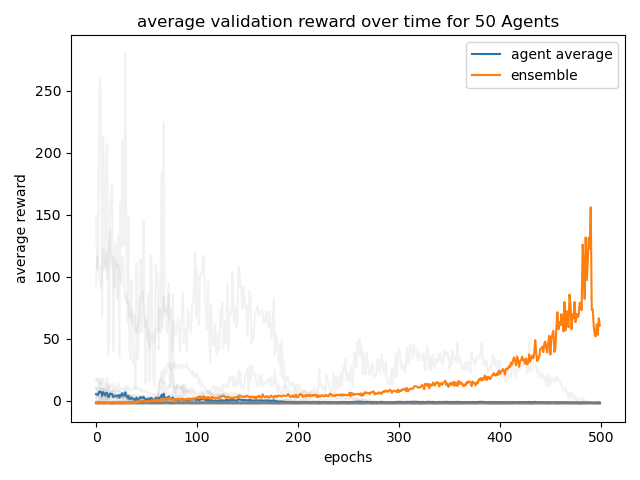 average validation reward over time for 50 Agents
agent average
ensemble
average reward
250
200
150
100
50
0
0
100
200
300
400
500
epochs